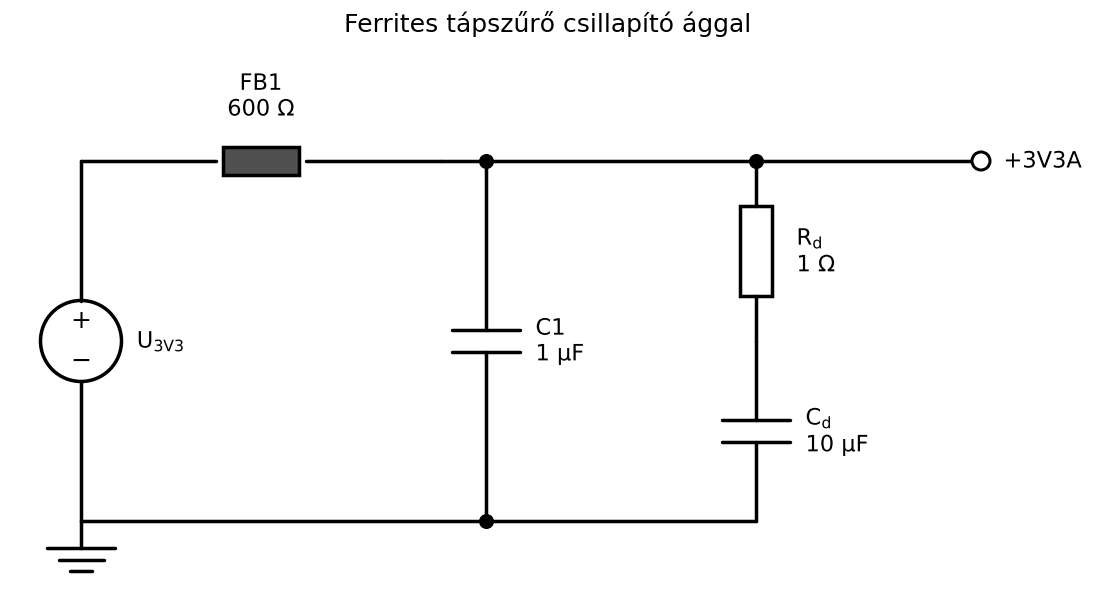 Ferrites tápszűrő csillapító ággal
FB1
600 Ω
+3V3A
R_d
1 Ω
+
−
U_3V3
C1
1 µF
C_d
10 µF